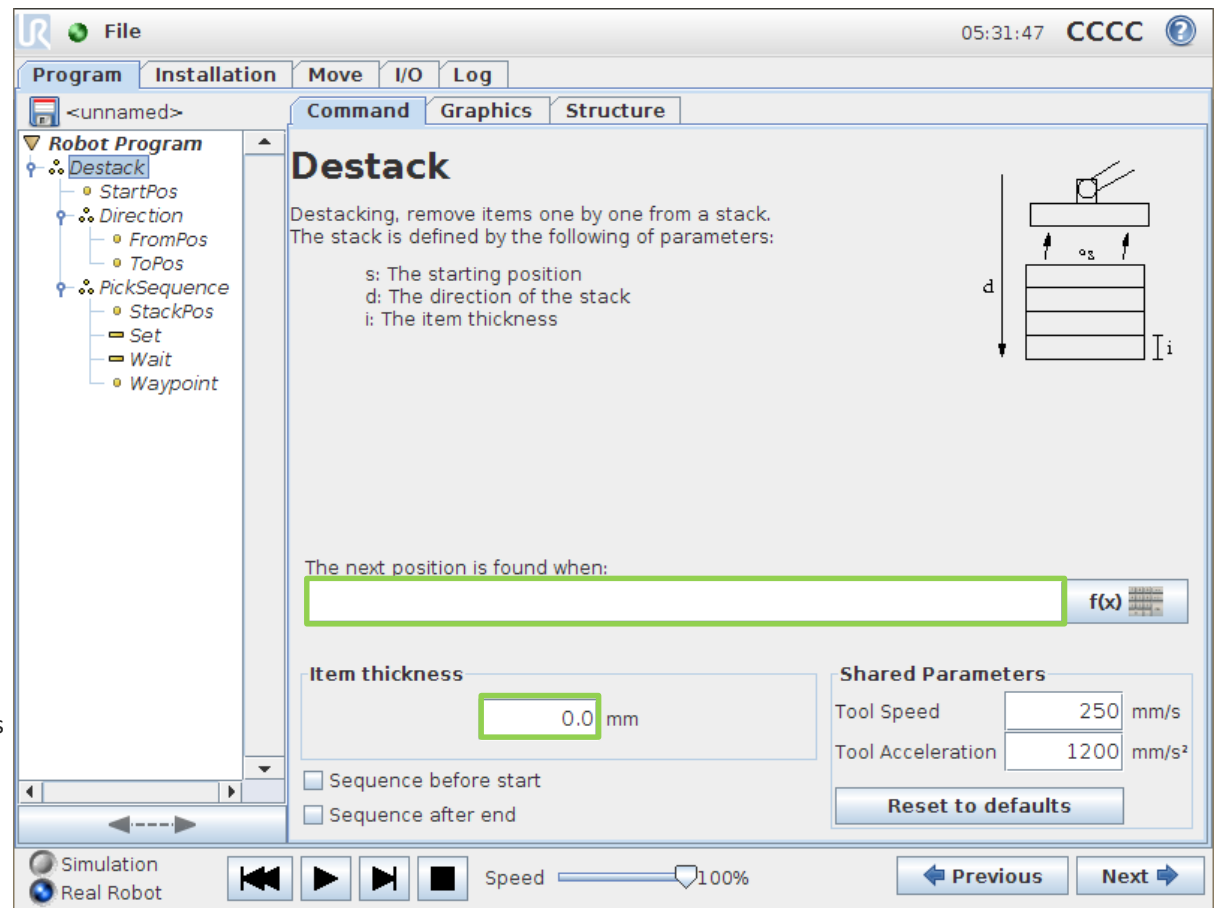 UR File 05:31:47 CCCC ?
Program Installation Move I/O Log
<unnamed> Command Graphics Structure
Robot Program
Destack
StartPos
Direction
FromPos
ToPos
PickSequence
StackPos
Set
Wait
Waypoint
Destack
Destacking, remove items one by one from a stack.
The stack is defined by the following of parameters:
s: The starting position
d: The direction of the stack
i: The item thickness
s
d
i
The next position is found when:
f(x)
Item thickness
0.0 mm
Sequence before start
Sequence after end
Shared Parameters
Tool Speed 250 mm/s
Tool Acceleration 1200 mm/s²
Reset to defaults
s
Simulation
Real Robot
Speed 100%
Previous Next